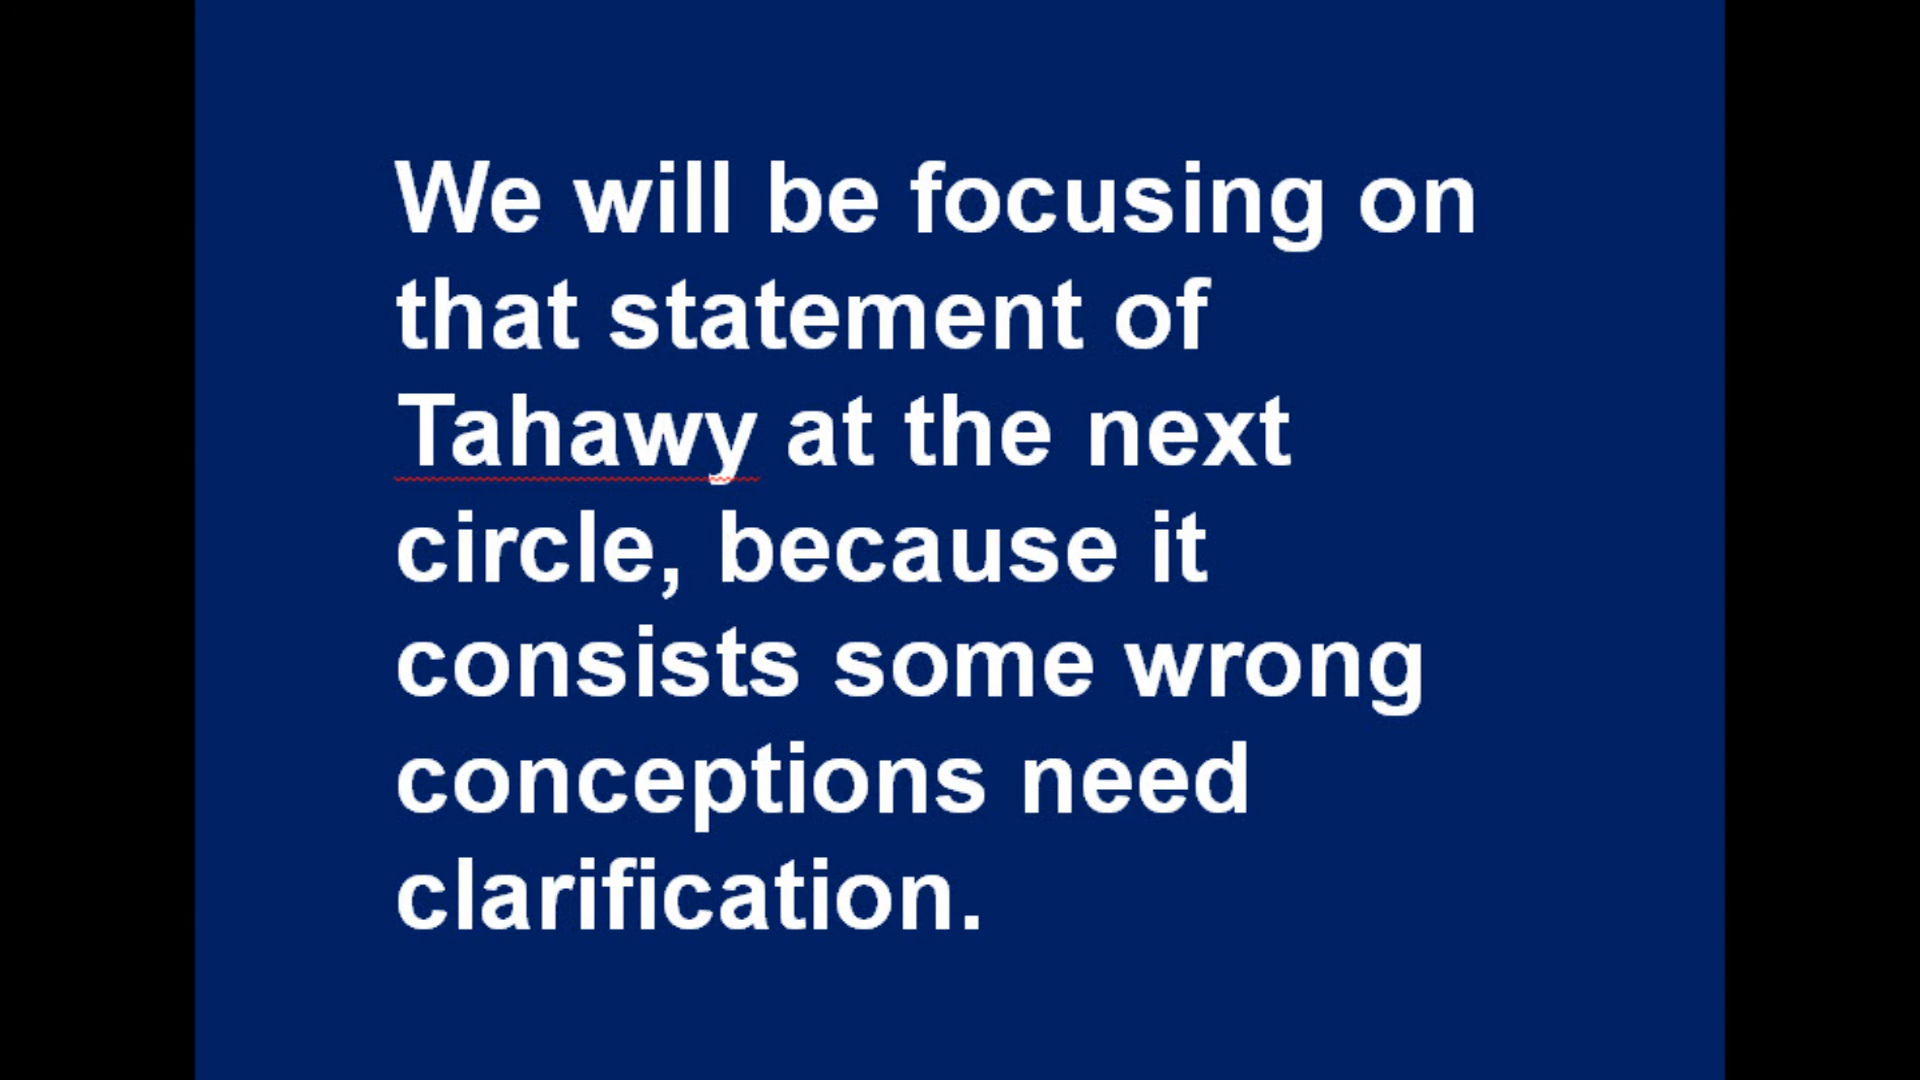 We will be focusing on
that statement of
Tahawy at the next
circle, because it
consists some wrong
conceptions need
clarification.